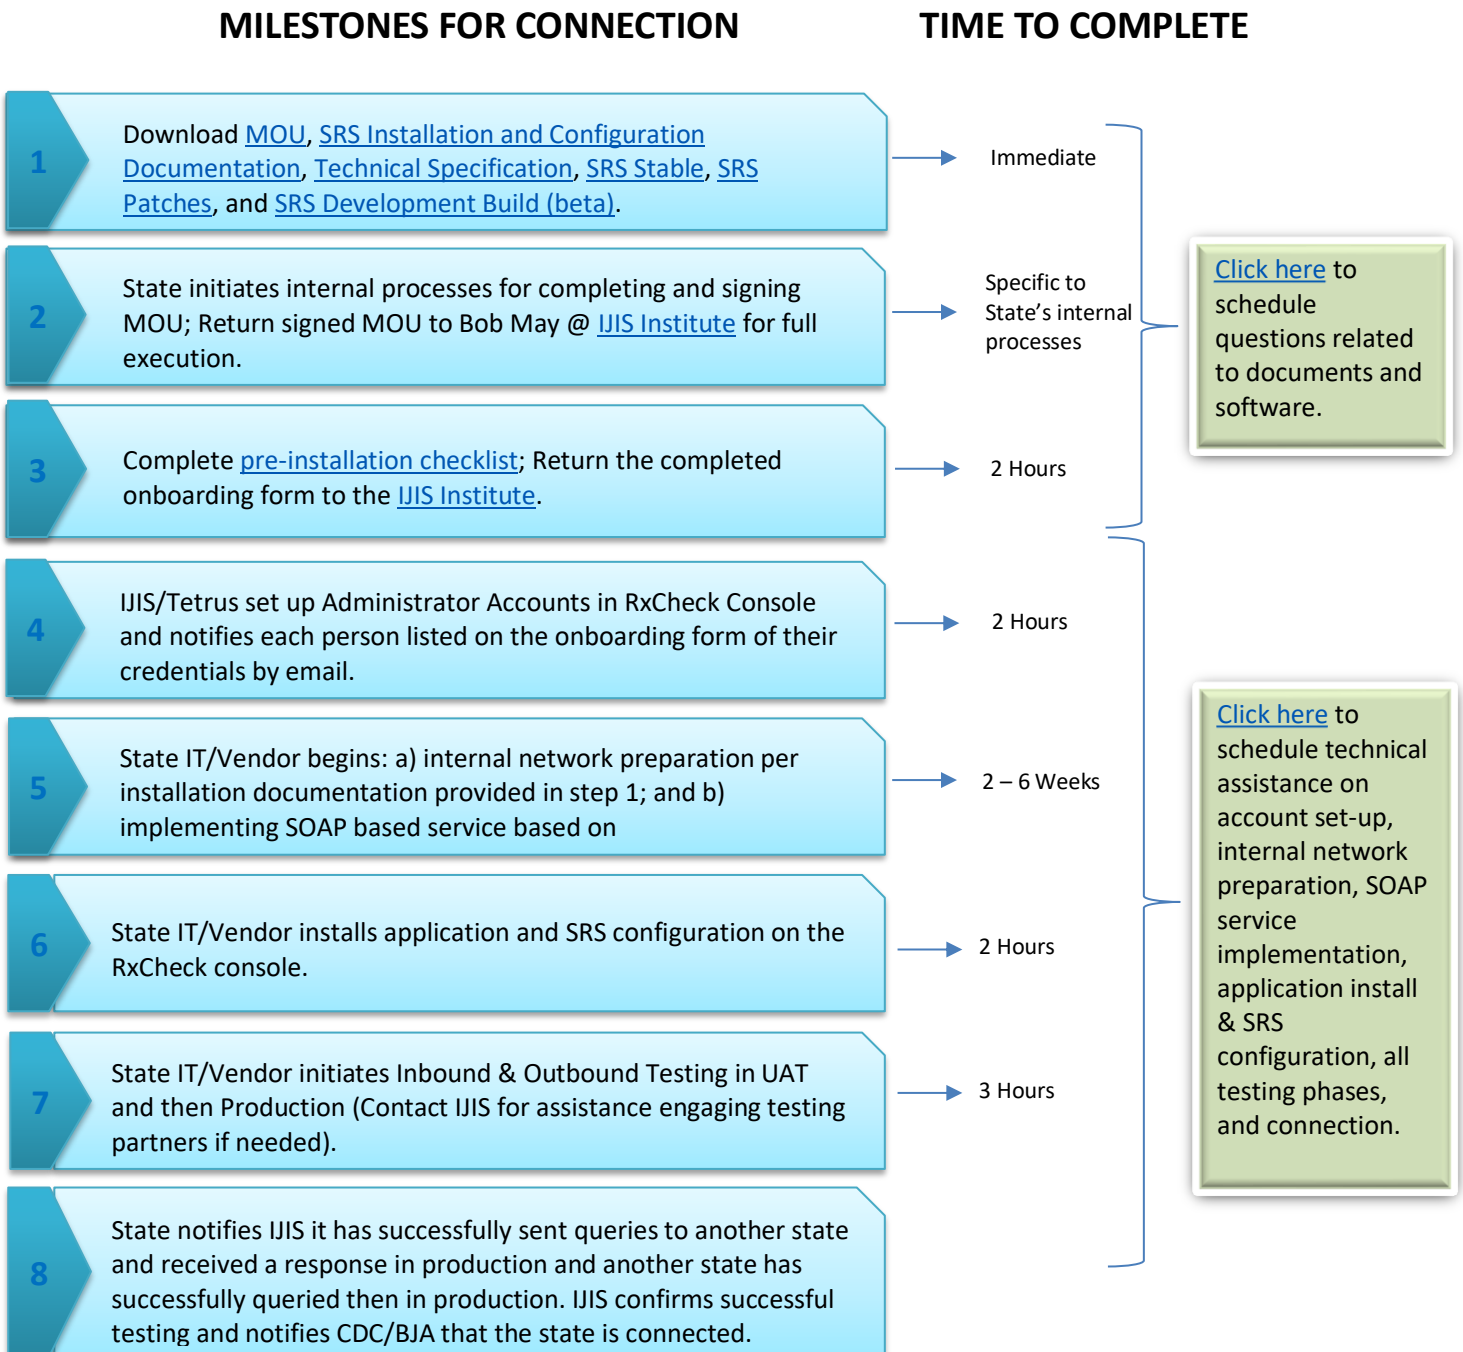 MILESTONES FOR CONNECTION
TIME TO COMPLETE
1
Download MOU, SRS Installation and Configuration
Documentation, Technical Specification, SRS Stable, SRS
Patches, and SRS Development Build (beta).
Immediate
2
State initiates internal processes for completing and signing
MOU; Return signed MOU to Bob May @ IJIS Institute for full
execution.
Specific to
State’s internal
processes
3
Complete pre-installation checklist; Return the completed
onboarding form to the IJIS Institute.
2 Hours
Click here to
schedule
questions related
to documents and
software.
4
IJIS/Tetrus set up Administrator Accounts in RxCheck Console
and notifies each person listed on the onboarding form of their
credentials by email.
2 Hours
5
State IT/Vendor begins: a) internal network preparation per
installation documentation provided in step 1; and b)
implementing SOAP based service based on
2 – 6 Weeks
6
State IT/Vendor installs application and SRS configuration on the
RxCheck console.
2 Hours
7
State IT/Vendor initiates Inbound & Outbound Testing in UAT
and then Production (Contact IJIS for assistance engaging testing
partners if needed).
3 Hours
8
State notifies IJIS it has successfully sent queries to another state
and received a response in production and another state has
successfully queried then in production. IJIS confirms successful
testing and notifies CDC/BJA that the state is connected.
Click here to
schedule technical
assistance on
account set-up,
internal network
preparation, SOAP
service
implementation,
application install
& SRS
configuration, all
testing phases,
and connection.